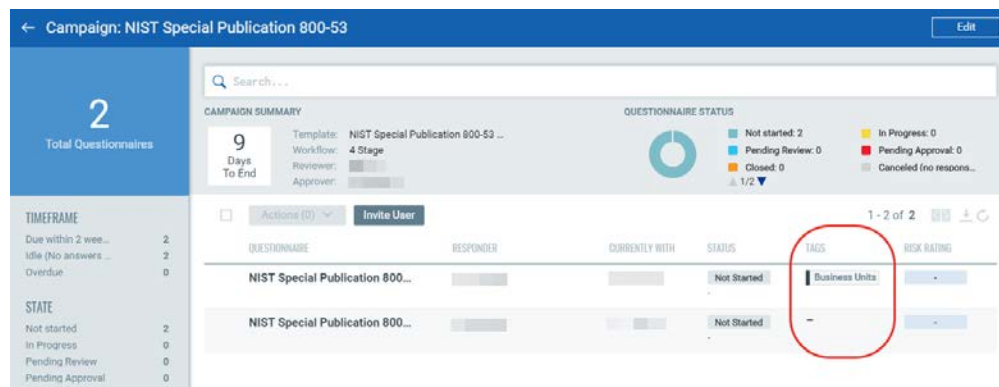 ← Campaign: NIST Special Publication 800-53
Edit
2
Total Questionnaires
Search...
CAMPAIGN SUMMARY
9
Days
To End
Template: NIST Special Publication 800-53 ...
Workflow: 4 Stage
Reviewer:
Approver:
QUESTIONNAIRE STATUS
Not started: 2
In Progress: 0
Pending Review: 0
Pending Approval: 0
Closed: 0
Canceled (no respons...
1/2
TIMEFRAME
Due within 2 wee... 2
Idle (No answers ... 2
Overdue 0
STATE
Not started 2
In Progress 0
Pending Review 0
Pending Approval 0
Actions (0)
Invite User
1 - 2 of 2
QUESTIONNAIRE RESPONDER CURRENTLY WITH STATUS TAGS RISK RATING
NIST Special Publication 800... Not Started Business Units -
-
NIST Special Publication 800... Not Started – -
-